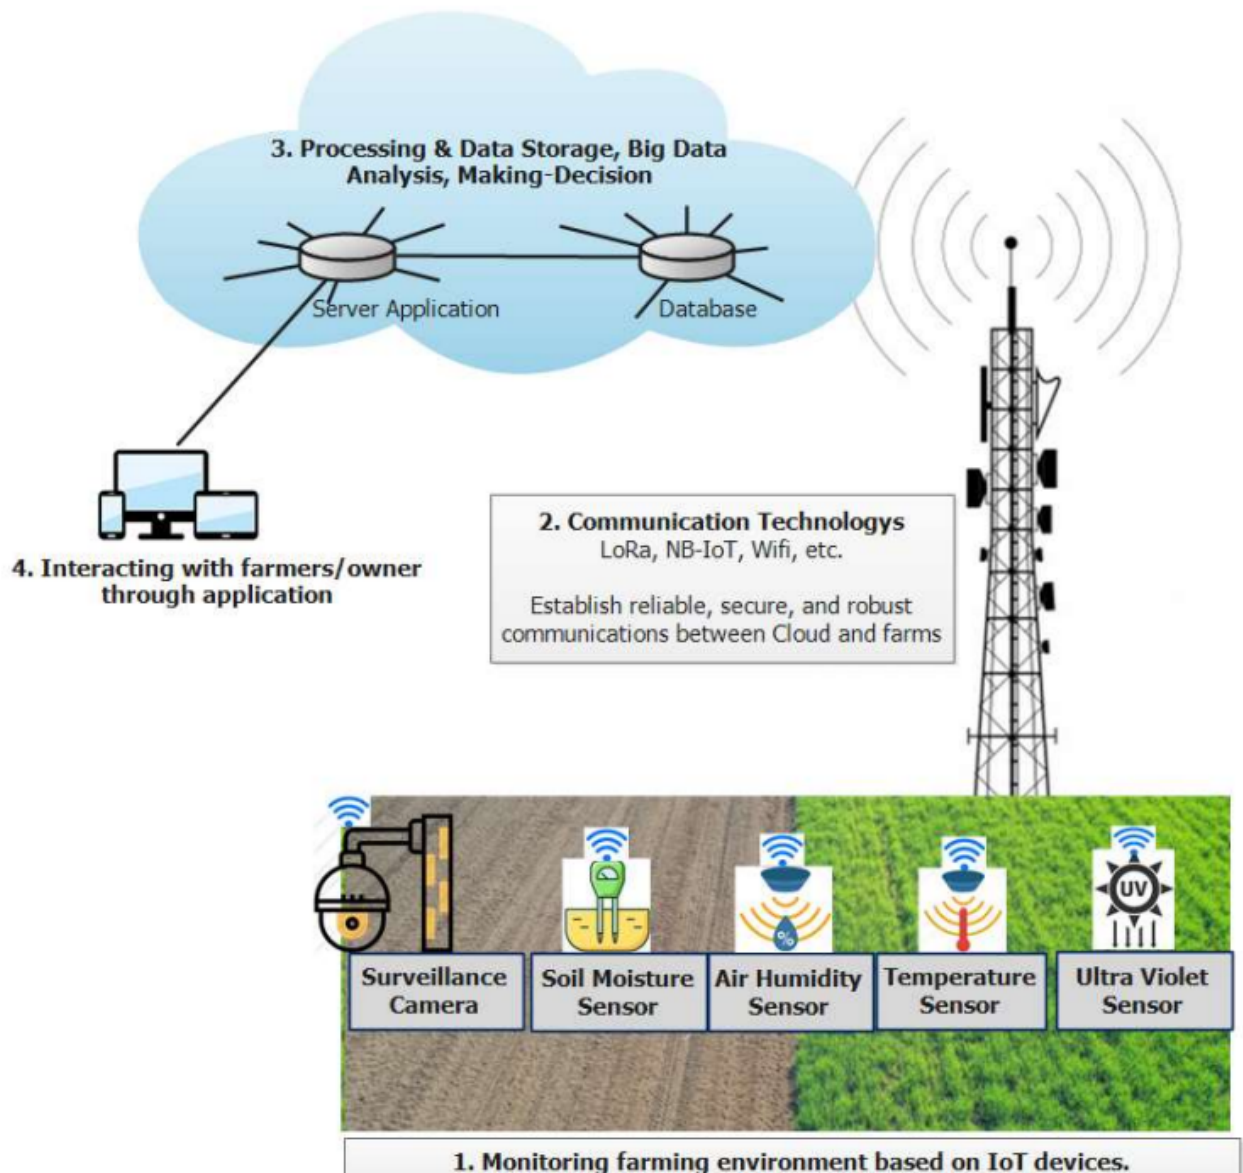 3. Processing & Data Storage, Big Data
Analysis, Making-Decision
Server Application
Database
2. Communication Technologys
LoRa, NB-IoT, Wifi, etc.
Establish reliable, secure, and robust
communications between Cloud and farms
4. Interacting with farmers/owner
through application
%
UV
Surveillance
Camera
Soil Moisture
Sensor
Air Humidity
Sensor
Temperature
Sensor
Ultra Violet
Sensor
1. Monitoring farming environment based on IoT devices.